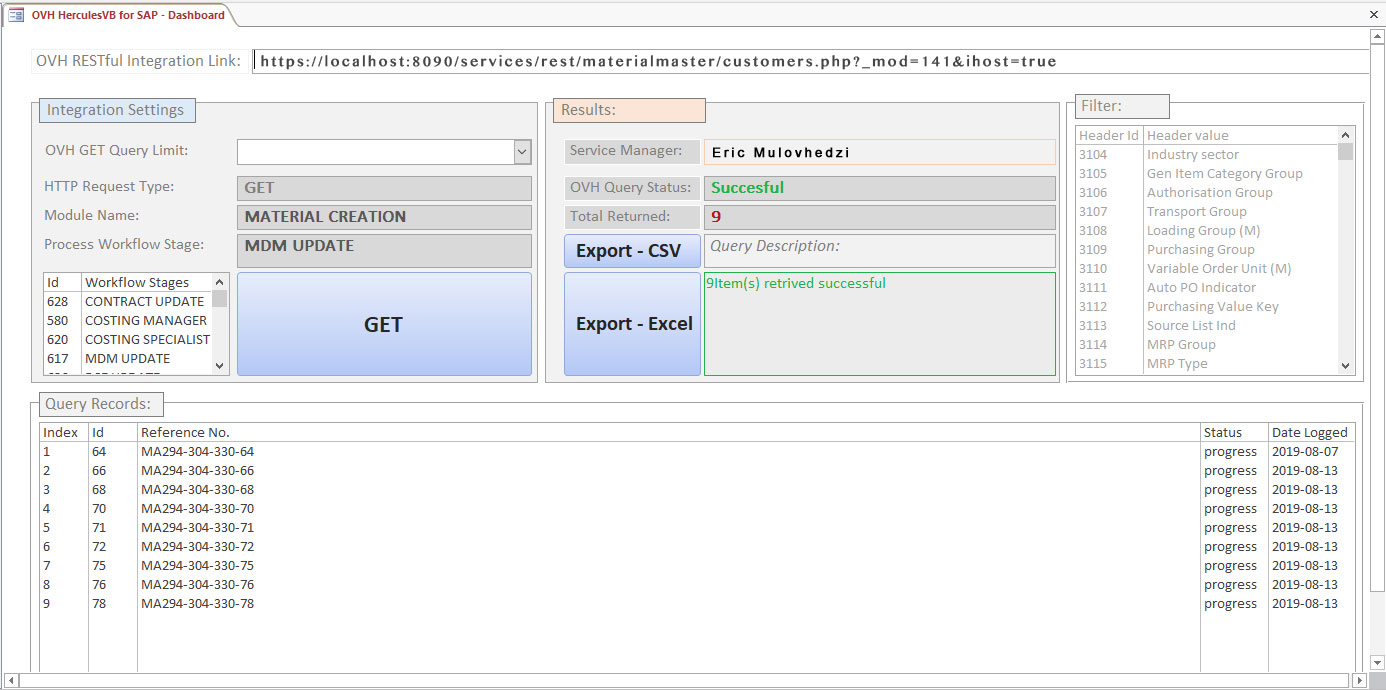 OVH HerculesVB for SAP - Dashboard
OVH RESTful Integration Link: https://localhost:8090/services/rest/materialmaster/customers.php?_mod=141&ihost=true
Integration Settings
OVH GET Query Limit:
HTTP Request Type: GET
Module Name: MATERIAL CREATION
Process Workflow Stage: MDM UPDATE
Id Workflow Stages
628 CONTRACT UPDATE
580 COSTING MANAGER
620 COSTING SPECIALIST
617 MDM UPDATE
GET
Results:
Service Manager: Eric Mulovhedzi
OVH Query Status: Succesful
Total Returned: 9
Export - CSV
Query Description:
Export - Excel
9Item(s) retrived successful
Filter:
Header Id Header value
3104 Industry sector
3105 Gen Item Category Group
3106 Authorisation Group
3107 Transport Group
3108 Loading Group (M)
3109 Purchasing Group
3110 Variable Order Unit (M)
3111 Auto PO Indicator
3112 Purchasing Value Key
3113 Source List Ind
3114 MRP Group
3115 MRP Type
Query Records:
Index Id Reference No. Status Date Logged
1 64 MA294-304-330-64 progress 2019-08-07
2 66 MA294-304-330-66 progress 2019-08-13
3 68 MA294-304-330-68 progress 2019-08-13
4 70 MA294-304-330-70 progress 2019-08-13
5 71 MA294-304-330-71 progress 2019-08-13
6 72 MA294-304-330-72 progress 2019-08-13
7 75 MA294-304-330-75 progress 2019-08-13
8 76 MA294-304-330-76 progress 2019-08-13
9 78 MA294-304-330-78 progress 2019-08-13